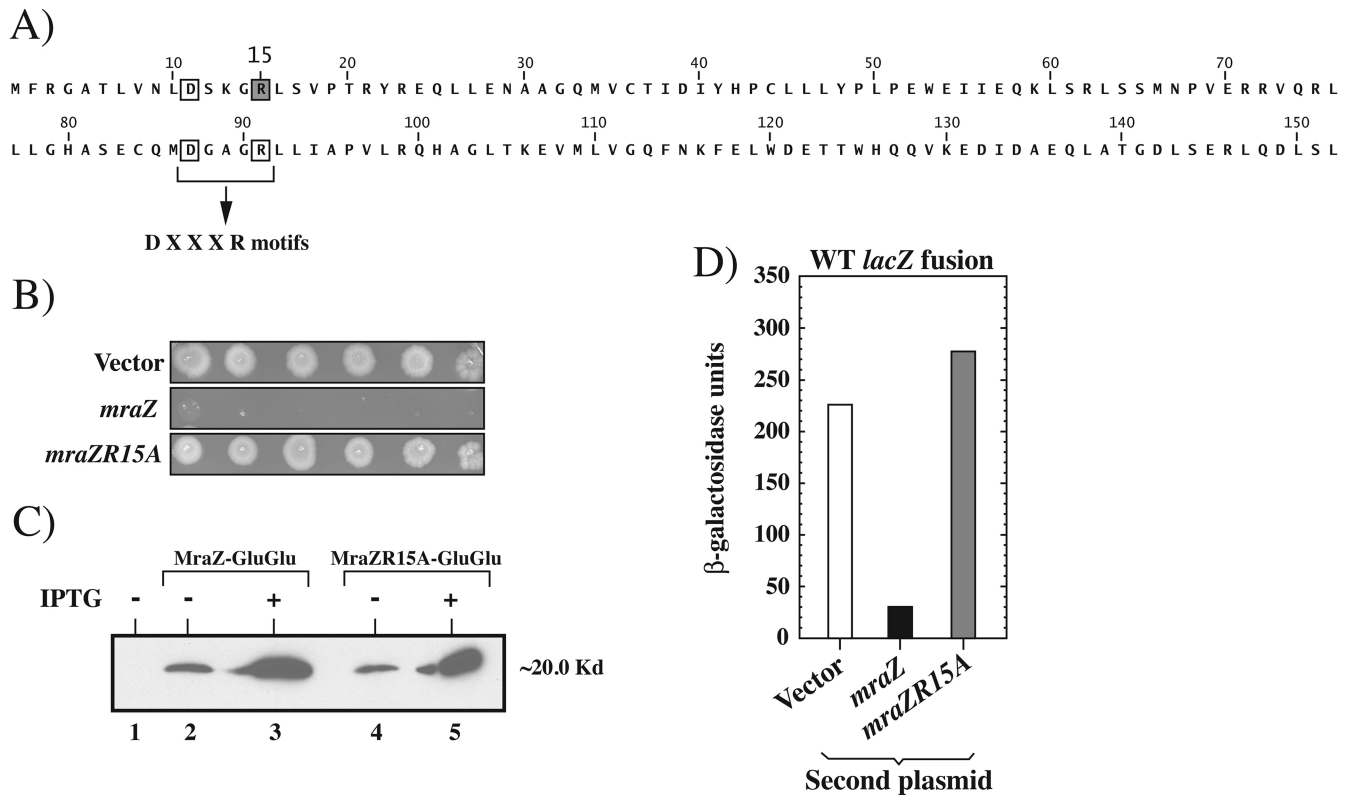 A)
15
10 20 30 40 50 60 70
M F R G A T L V N L D S K G R L S V P T R Y R E Q L L E N A A G Q M V C T I D I Y H P C L L L Y P L P E W E I I E Q K L S R L S S M N P V E R R V Q R L
80 90 100 110 120 130 140 150
L L G H A S E C Q M D G A G R L L I A P V L R Q H A G L T K E V M L V G Q F N K F E L W D E T T W H Q Q V K E D I D A E Q L A T G D L S E R L Q D L S L
D X X X R motifs
B)
Vector
mraZ
mraZR15A
C)
MraZ-GluGlu MraZR15A-GluGlu
IPTG - - + - +
~20.0 Kd
1 2 3 4 5
D)
WT lacZ fusion
350
300
250
200
150
100
50
0
β-galactosidase units
Vector
mraZ
mraZR15A
Second plasmid